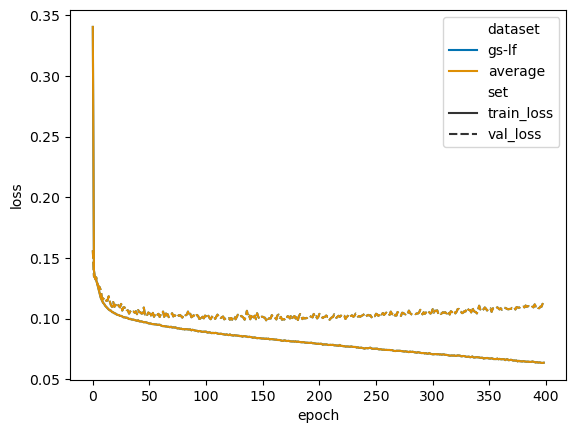 0.35
0.30
0.25
0.20
0.15
0.10
0.05
loss
0 50 100 150 200 250 300 350 400
epoch
dataset
gs-lf
average
set
train_loss
val_loss